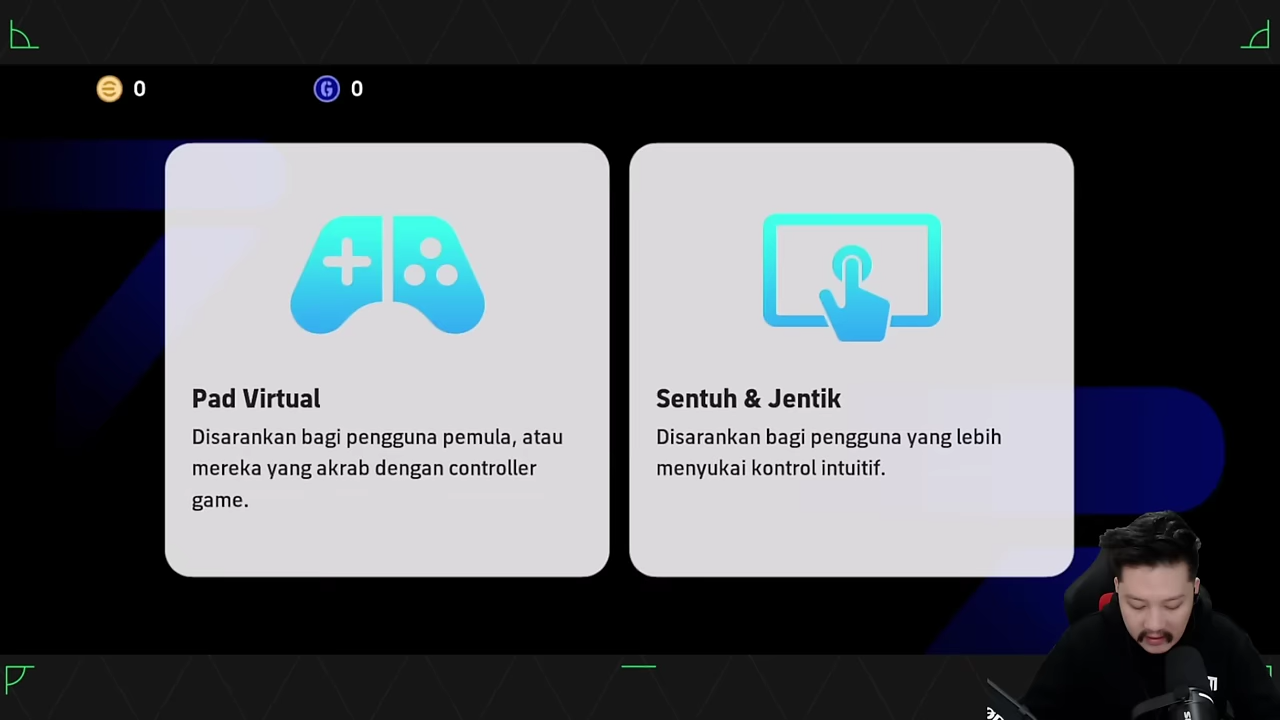 0
0
Pad Virtual
Disarankan bagi pengguna pemula, atau
mereka yang akrab dengan controller
game.
Sentuh & Jentik
Disarankan bagi pengguna yang lebih
menyukai kontrol intuitif.